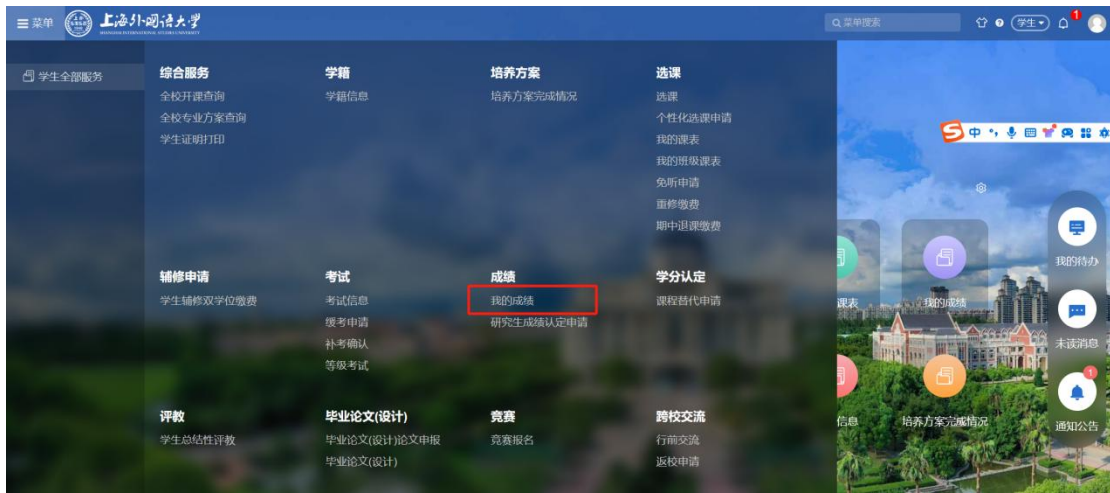 菜单
上海外国语大学
SHANGHAI INTERNATIONAL STUDIES UNIVERSITY
菜单搜索
学生
1
学生全部服务
综合服务
全校开课查询
全校专业方案查询
学生证明打印
学籍
学籍信息
培养方案
培养方案完成情况
选课
选课
个性化选课申请
我的课表
我的班级课表
免听申请
重修缴费
期中退课缴费
辅修申请
学生辅修双学位缴费
考试
考试信息
缓考申请
补考确认
等级考试
成绩
我的成绩
研究生成绩认定申请
学分认定
课程替代申请
评教
学生总结性评教
毕业论文(设计)
毕业论文(设计)论文申报
毕业论文(设计)
竞赛
竞赛报名
跨校交流
行前交流
返校申请
S 中
课表
我的成绩
信息
培养方案完成情况
我的待办
未读消息
1
通知公告